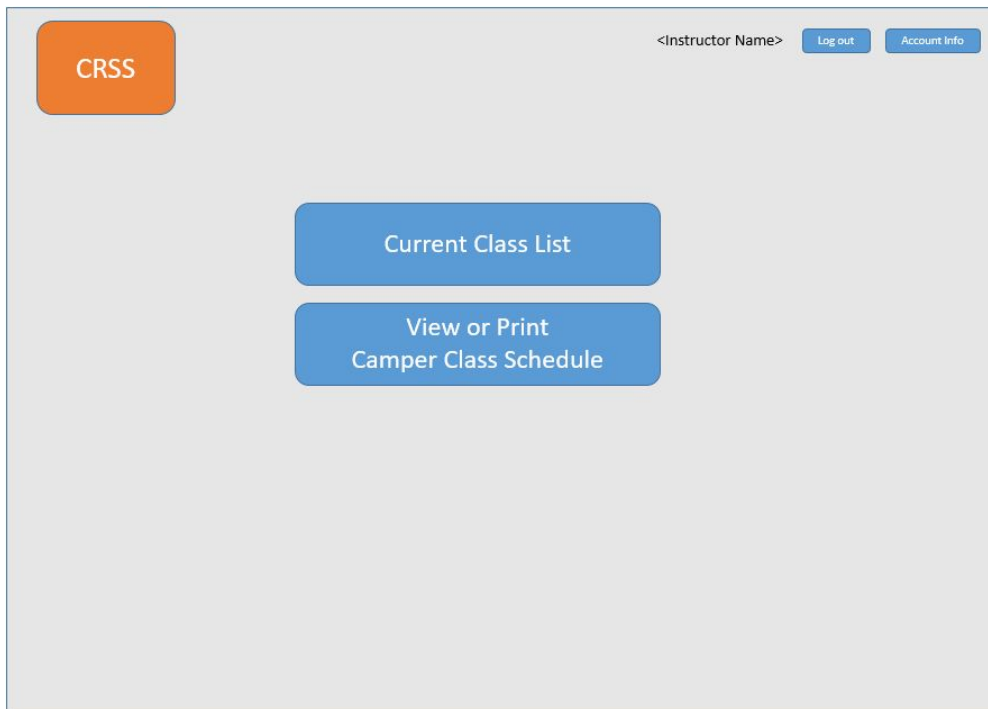 CRSS
<Instructor Name>
Log out
Account Info
Current Class List
View or Print
Camper Class Schedule